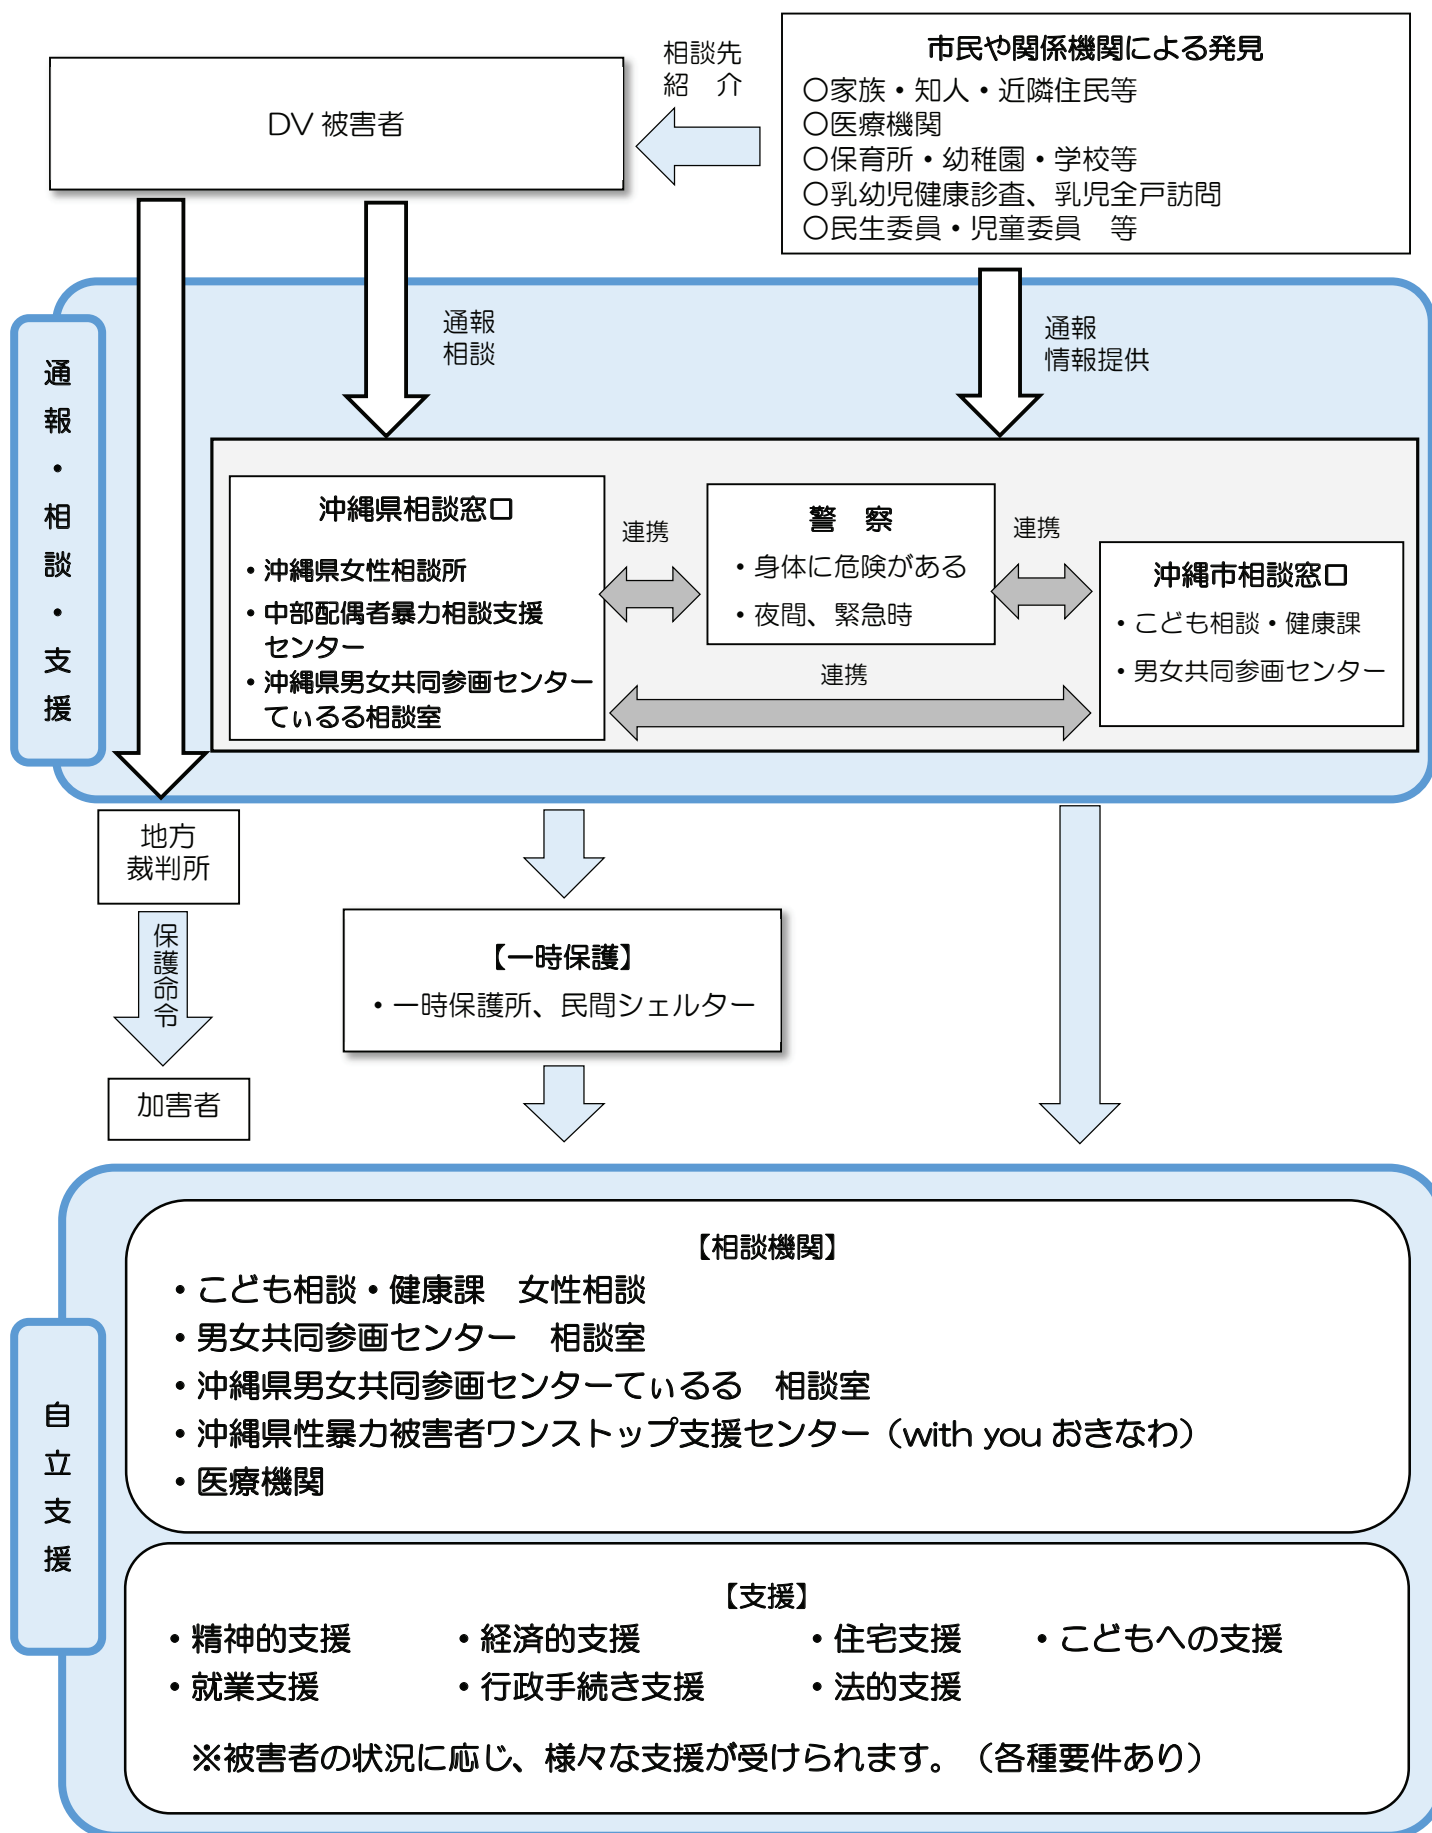 市民や関係機関による発見
○家族・知人・近隣住民等
○医療機関
○保育所・幼稚園・学校等
○乳幼児健康診査、乳児全戸訪問
○民生委員・児童委員　等
相談先
紹　介
DV 被害者
通報
相談
通報
情報提供
通報・相談・支援
沖縄県相談窓口
・沖縄県女性相談所
・中部配偶者暴力相談支援
センター
・沖縄県男女共同参画センター
てぃるる相談室
連携
警　察
・身体に危険がある
・夜間、緊急時
連携
沖縄市相談窓口
・こども相談・健康課
・男女共同参画センター
連携
地方
裁判所
保護命令
加害者
【一時保護】
・一時保護所、民間シェルター
自立支援
【相談機関】
・こども相談・健康課　女性相談
・男女共同参画センター　相談室
・沖縄県男女共同参画センターてぃるる　相談室
・沖縄県性暴力被害者ワンストップ支援センター（with you おきなわ）
・医療機関
【支援】
・精神的支援　・経済的支援　・住宅支援　・こどもへの支援
・就業支援　・行政手続き支援　・法的支援
※被害者の状況に応じ、様々な支援が受けられます。（各種要件あり）